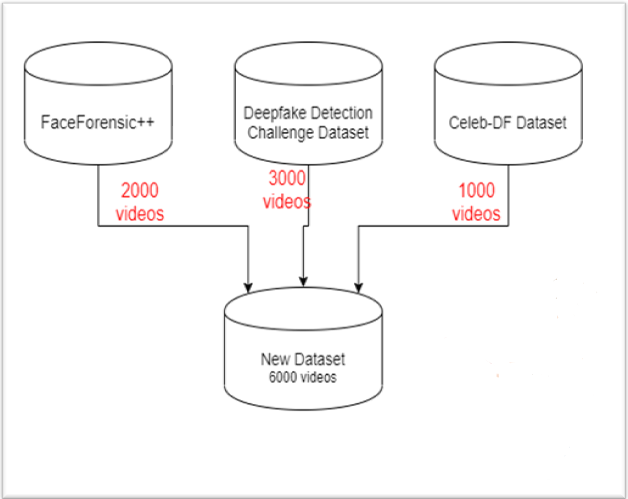 FaceForensic++
Deepfake Detection
Challenge Dataset
Celeb-DF Dataset
2000
videos
3000
videos
1000
videos
New Dataset
6000 videos